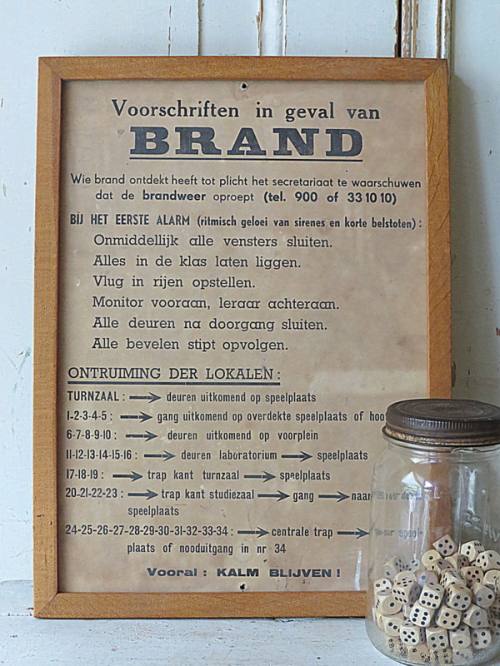 Voorschriften in geval van
BRAND
Wie brand ontdekt heeft tot plicht het secretariaat te waarschuwen
dat de brandweer oproept (tel. 900 of 33 10 10)
BIJ HET EERSTE ALARM (ritmisch geloei van sirenes en korte belstoten) :
Onmiddellijk alle vensters sluiten.
Alles in de klas laten liggen.
Vlug in rijen opstellen.
Monitor vooraan, leraar achteraan.
Alle deuren na doorgang sluiten.
Alle bevelen stipt opvolgen.
ONTRUIMING DER LOKALEN :
TURNZAAL : → deuren uitkomend op speelplaats
1-2-3-4-5 : → gang uitkomend op overdekte speelplaats of
6-7-8-9-10 : → deuren uitkomend op voorplein
11-12-13-14-15-16 : → deuren laboratorium → speelplaats
17-18-19 : → trap kant turnzaal → speelplaats
20-21-22-23 : → trap kant studiezaal → gang → naar
speelplaats
24-25-26-27-28-29-30-31-32-33-34 : → centrale trap →
plaats of nooduitgang in nr 34
Vooral : KALM BLIJVEN !